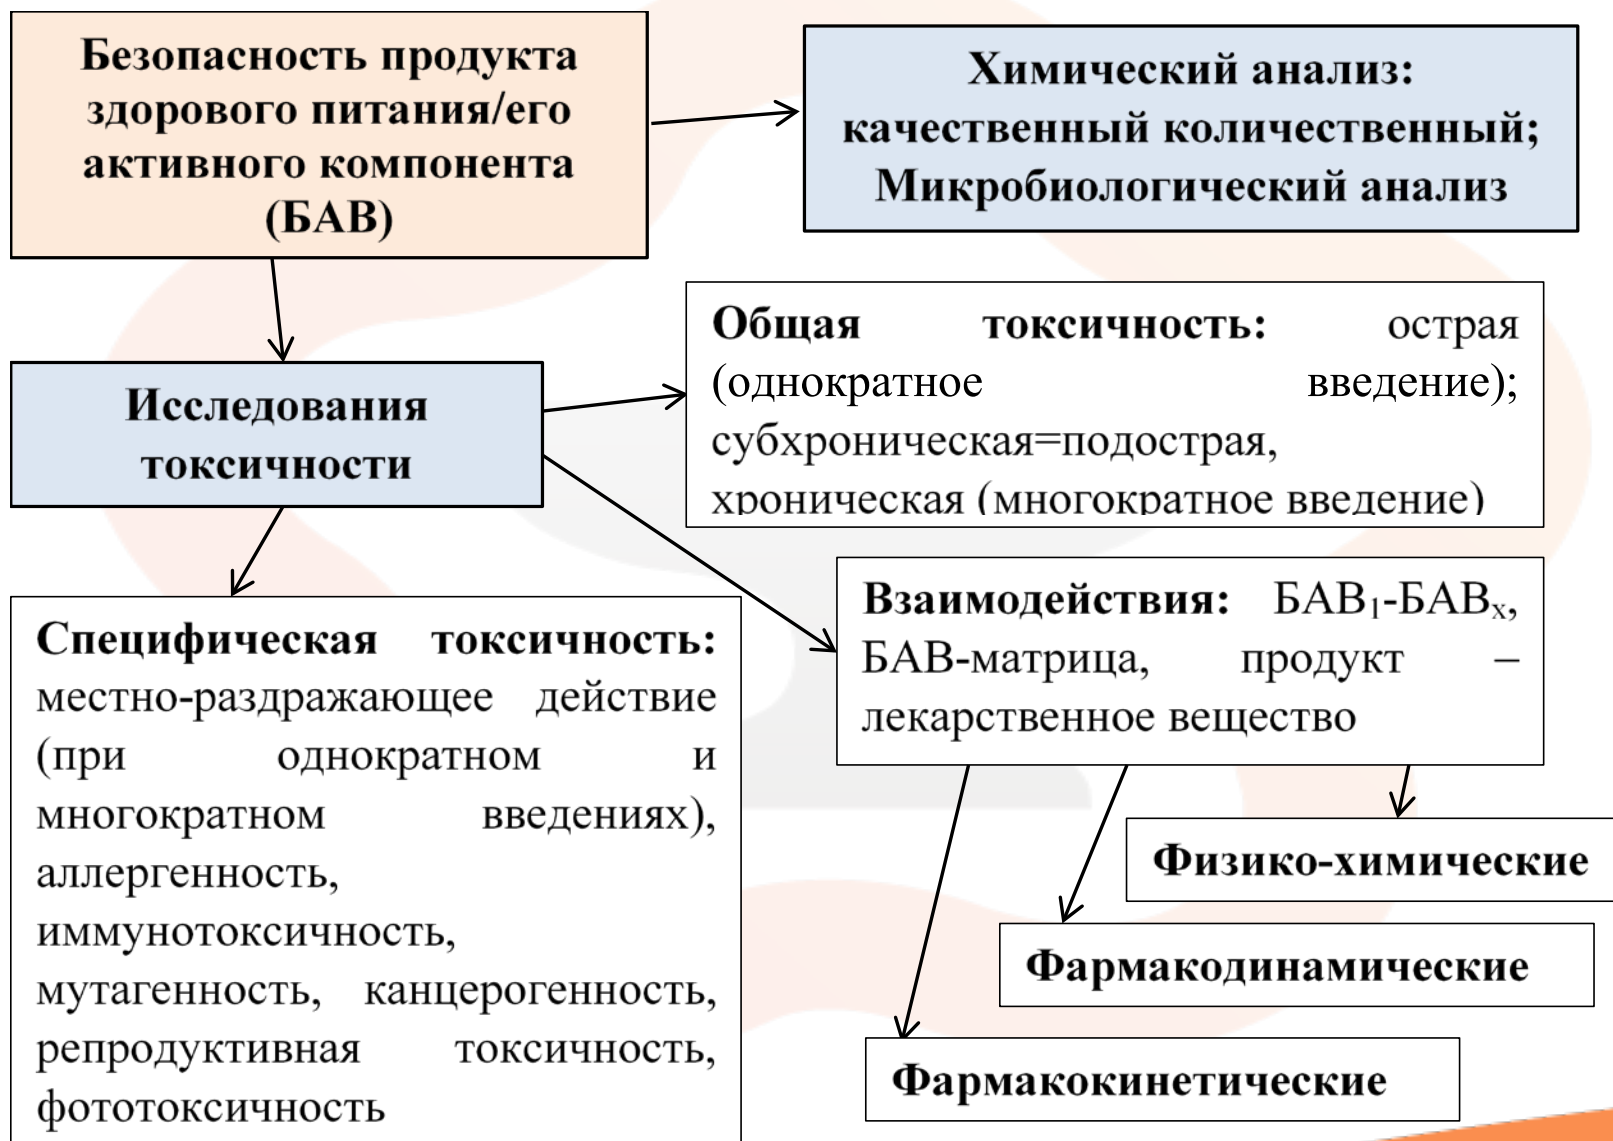 Безопасность продукта
здорового питания/его
активного компонента
(БАВ)
Химический анализ:
качественный количественный;
Микробиологический анализ
Исследования
токсичности
Общая токсичность: острая
(однократное введение);
субхроническая=подострая,
хроническая (многократное введение)
Взаимодействия: БАВ₁-БАВₓ,
БАВ-матрица, продукт –
лекарственное вещество
Специфическая токсичность:
местно-раздражающее действие
(при однократном и
многократном введениях),
аллергенность,
иммунотоксичность,
мутагенность, канцерогенность,
репродуктивная токсичность,
фототоксичность
Физико-химические
Фармакодинамические
Фармакокинетические